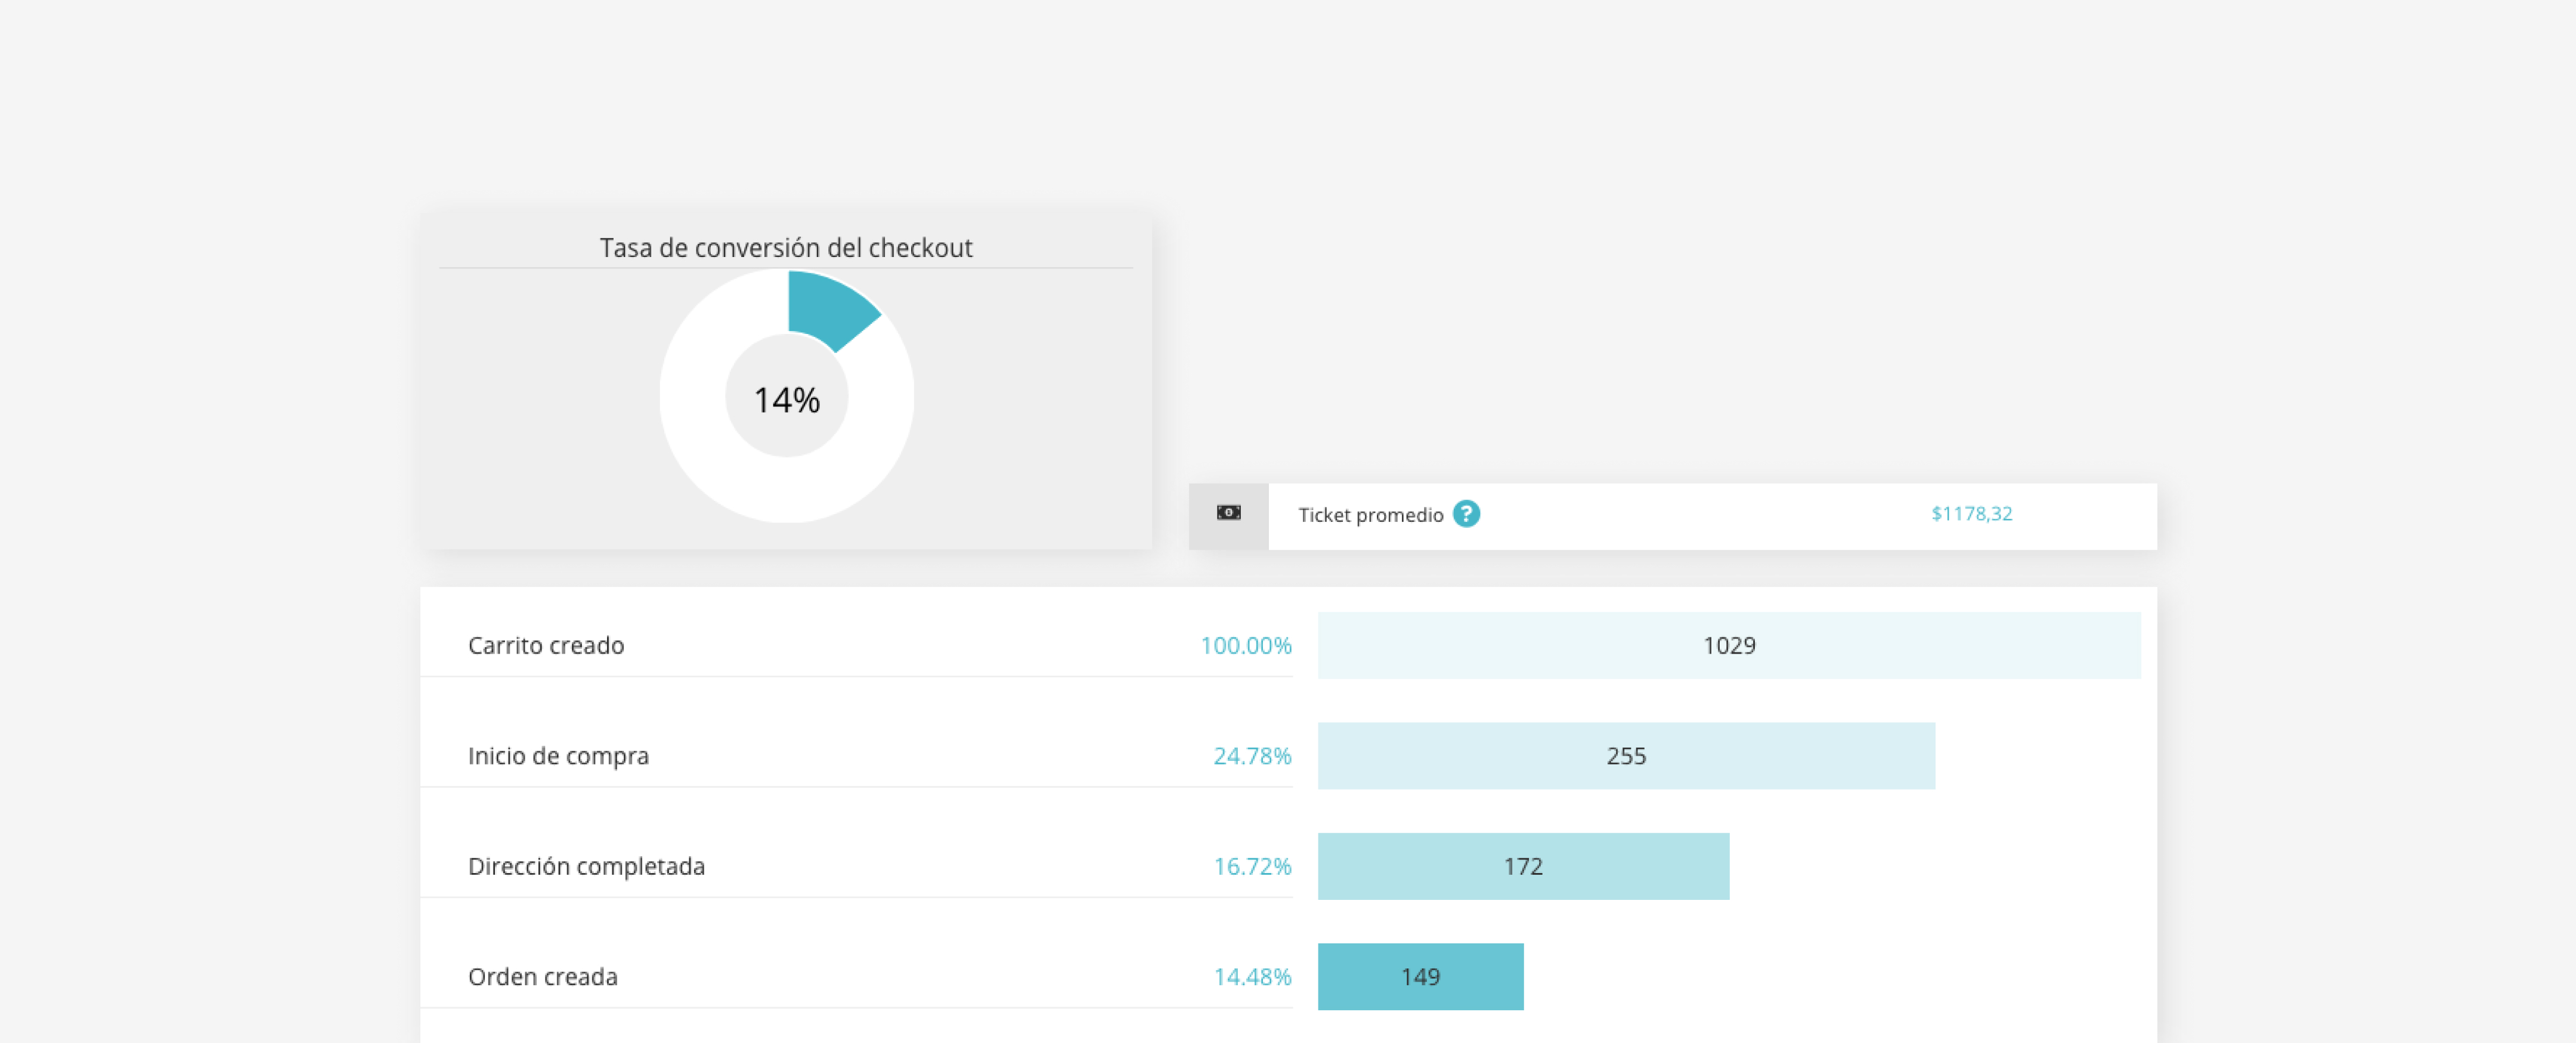 Tasa de conversión del checkout
14%
Ticket promedio ? $1178,32
Carrito creado 100.00% 1029
Inicio de compra 24.78% 255
Dirección completada 16.72% 172
Orden creada 14.48% 149